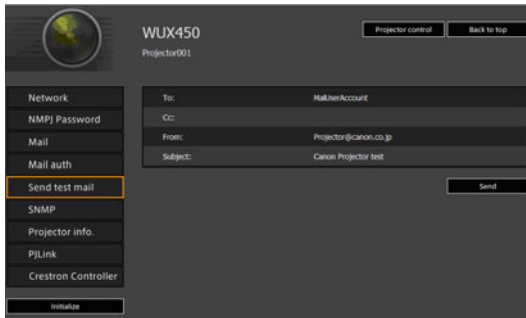 WUX450
Projector001
Projector control
Back to top
Network
NMPJ Password
Mail
Mail auth
Send test mail
SNMP
Projector info.
PJLink
Crestron Controller
Initialize
To: MailUserAccount
Cc:
From: Projector@canon.co.jp
Subject: Canon Projector test
Send